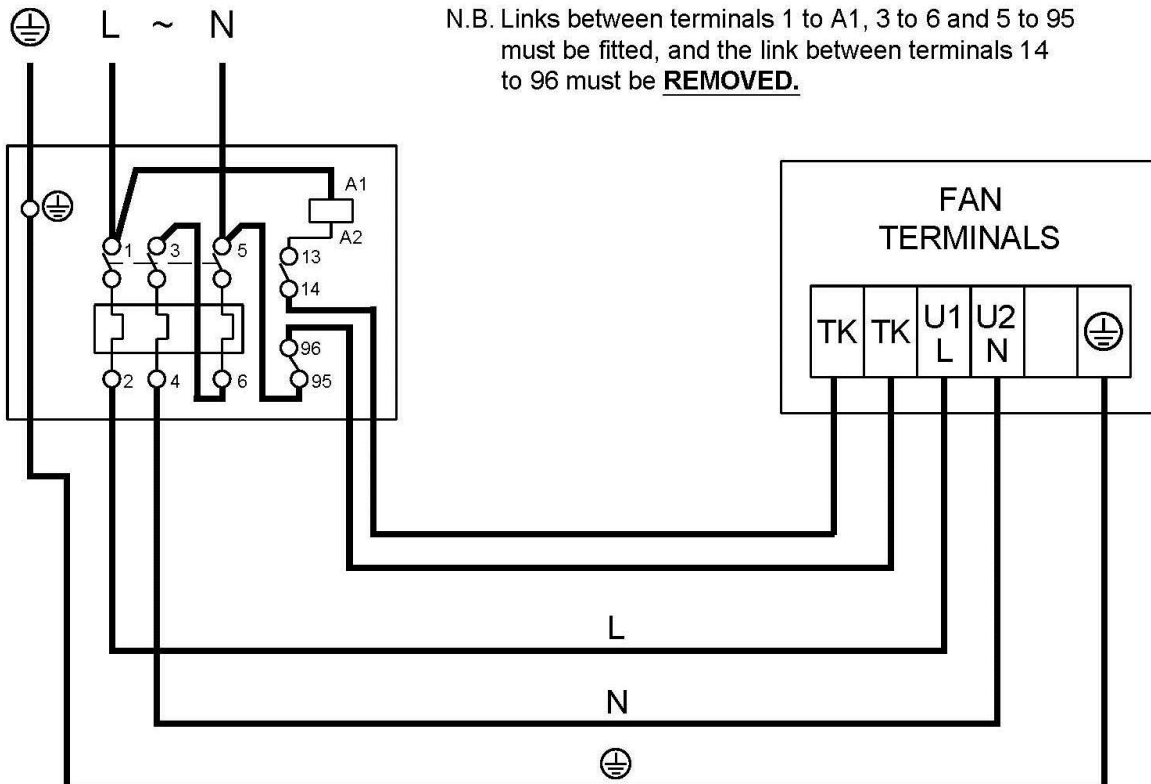 L ~ N
N.B. Links between terminals 1 to A1, 3 to 6 and 5 to 95
must be fitted, and the link between terminals 14
to 96 must be REMOVED.
A1
A2
1
3
5
13
14
96
95
2
4
6
FAN
TERMINALS
TK TK U1 U2
L N
L
N